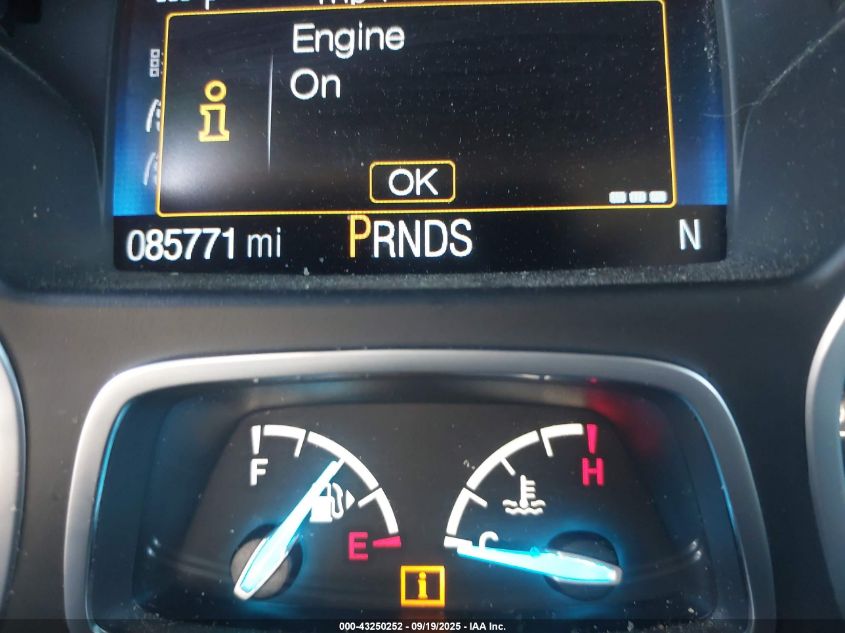 Engine
On
OK
085771 mi PRNDS N
F H
E C
000-43250252 - 09/19/2025 - IAA Inc.